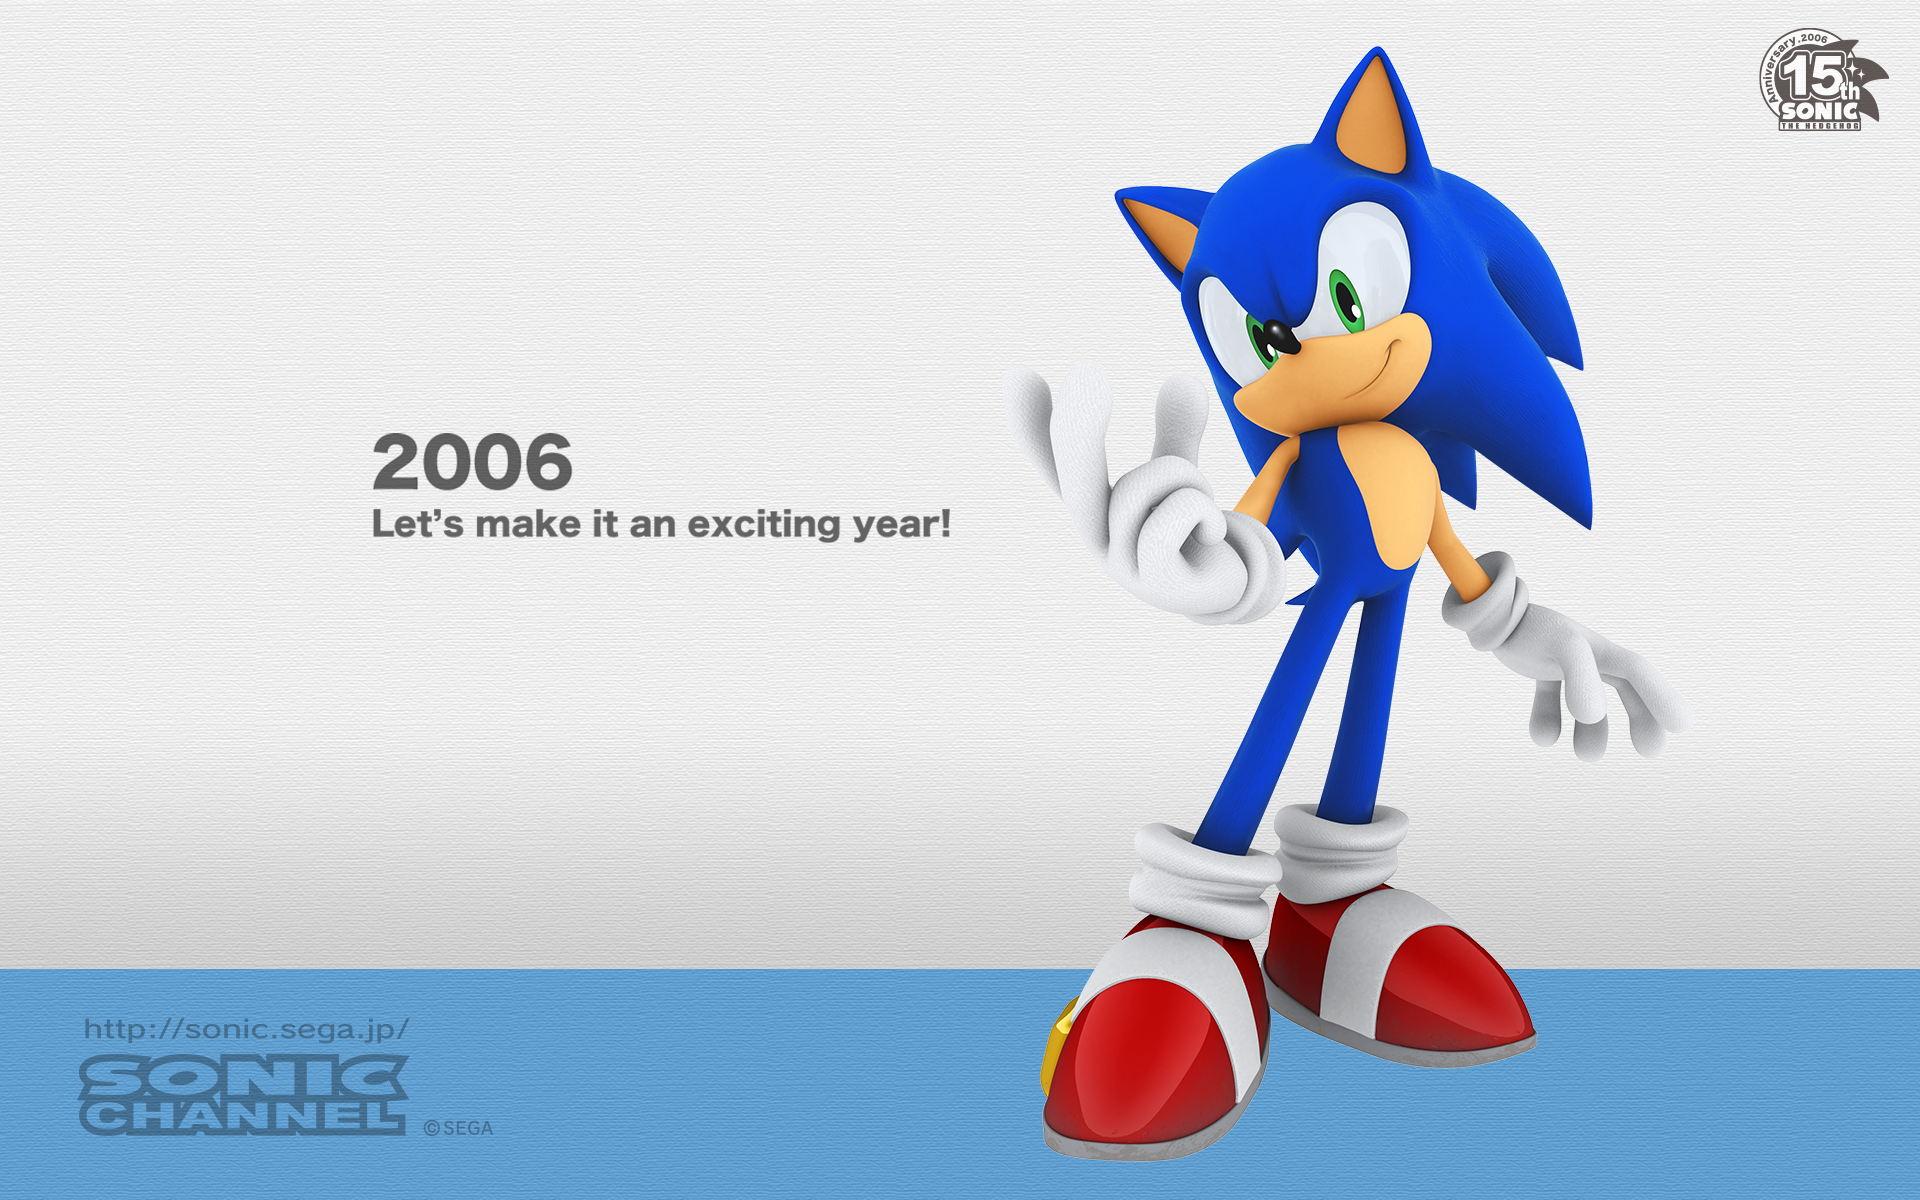 Anniversary.2006
15th
SONIC
THE HEDGEHOG
2006
Let's make it an exciting year!
http://sonic.sega.jp/
SONIC
CHANNEL
©SEGA